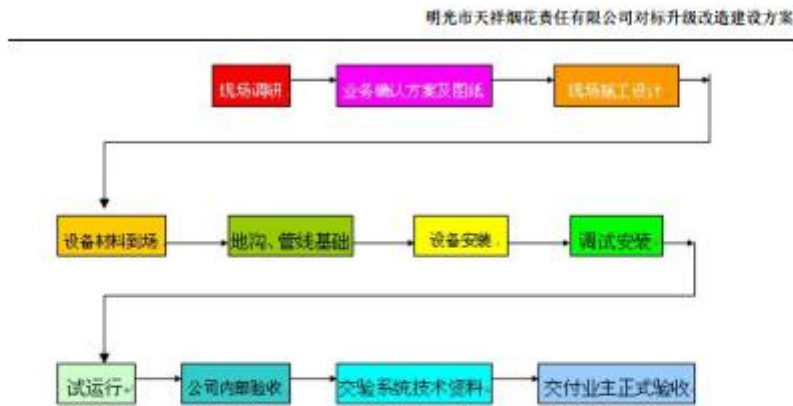 明光市天祥烟花责任有限公司对标升级改造建设方案
现场调研
业务确认方案及图纸
现场施工设计
设备材料到场
地沟、管线基础
设备安装
调试安装
试运行
公司内部验收
交验系统技术资料
交付业主正式验收